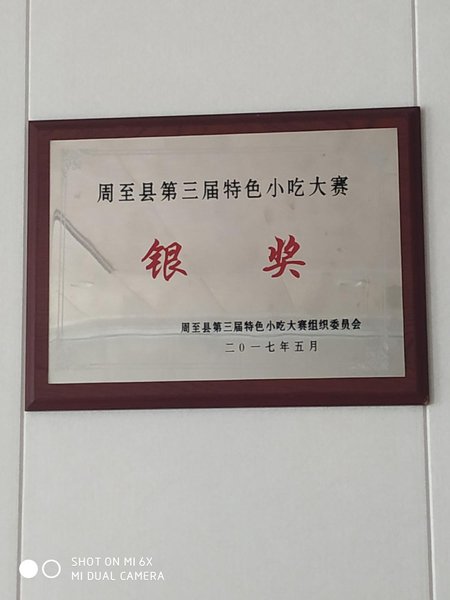 周至县第三届特色小吃大赛
银 奖
周至县第三届特色小吃大赛组织委员会
二〇一七年五月
SHOT ON MI 6X
MI DUAL CAMERA